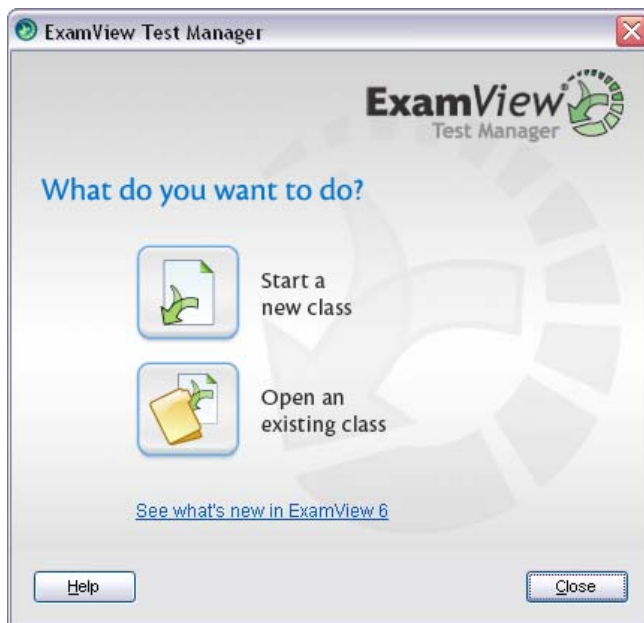 ExamView Test Manager
ExamView
Test Manager
What do you want to do?
Start a
new class
Open an
existing class
See what's new in ExamView 6
Help
Close